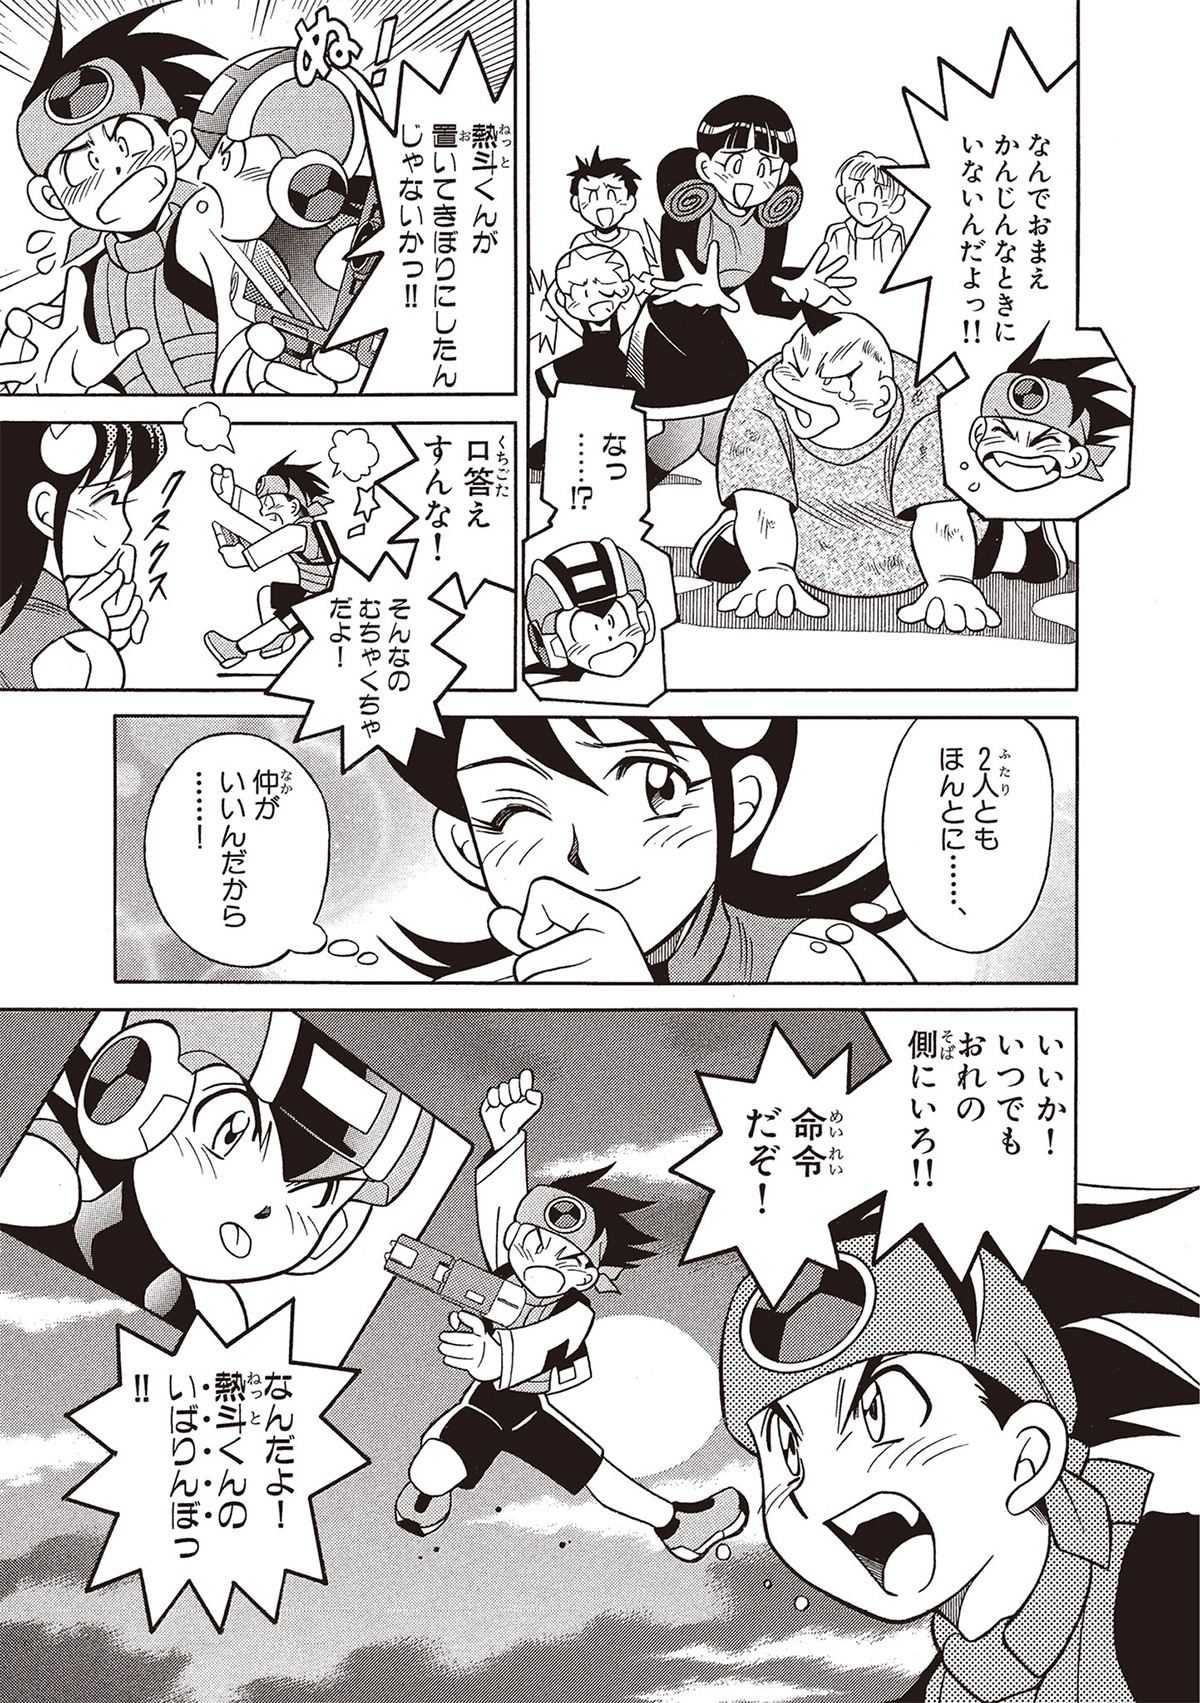 なんでおまえ
かんじんなときに
いないんだよっ!!
なっ
………!?
ぬぉ!
熱斗くんが
置いてきぼりにしたん
じゃないかっ!!
口答え
すんな!
そんなの
むちゃくちゃ
だよ!
クスクス
2人とも
ほんとに……、
仲が
いいんだから
……!
いいか!
いつでも
おれの
側にいろ!!
命令
だぞ!
なんだよ!
熱斗くんの
いばりんぼっ
!!